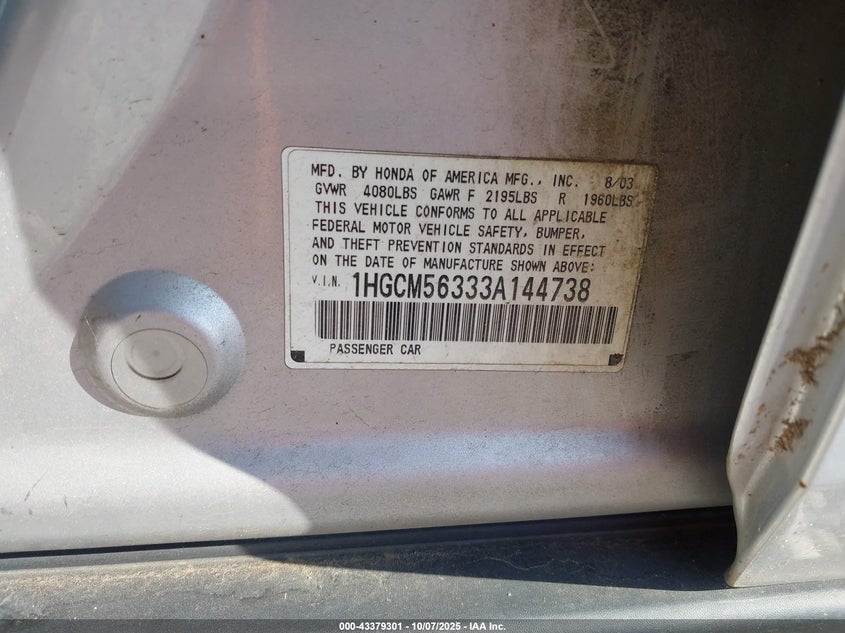 MFD. BY HONDA OF AMERICA MFG., INC. 8/03
GVWR 4080LBS GAWR F 2195LBS R 1960LBS
THIS VEHICLE CONFORMS TO ALL APPLICABLE
FEDERAL MOTOR VEHICLE SAFETY, BUMPER,
AND THEFT PREVENTION STANDARDS IN EFFECT
ON THE DATE OF MANUFACTURE SHOWN ABOVE:
V.I.N. 1HGCM56333A144738
PASSENGER CAR
000-43379301 - 10/07/2025 - IAA Inc.